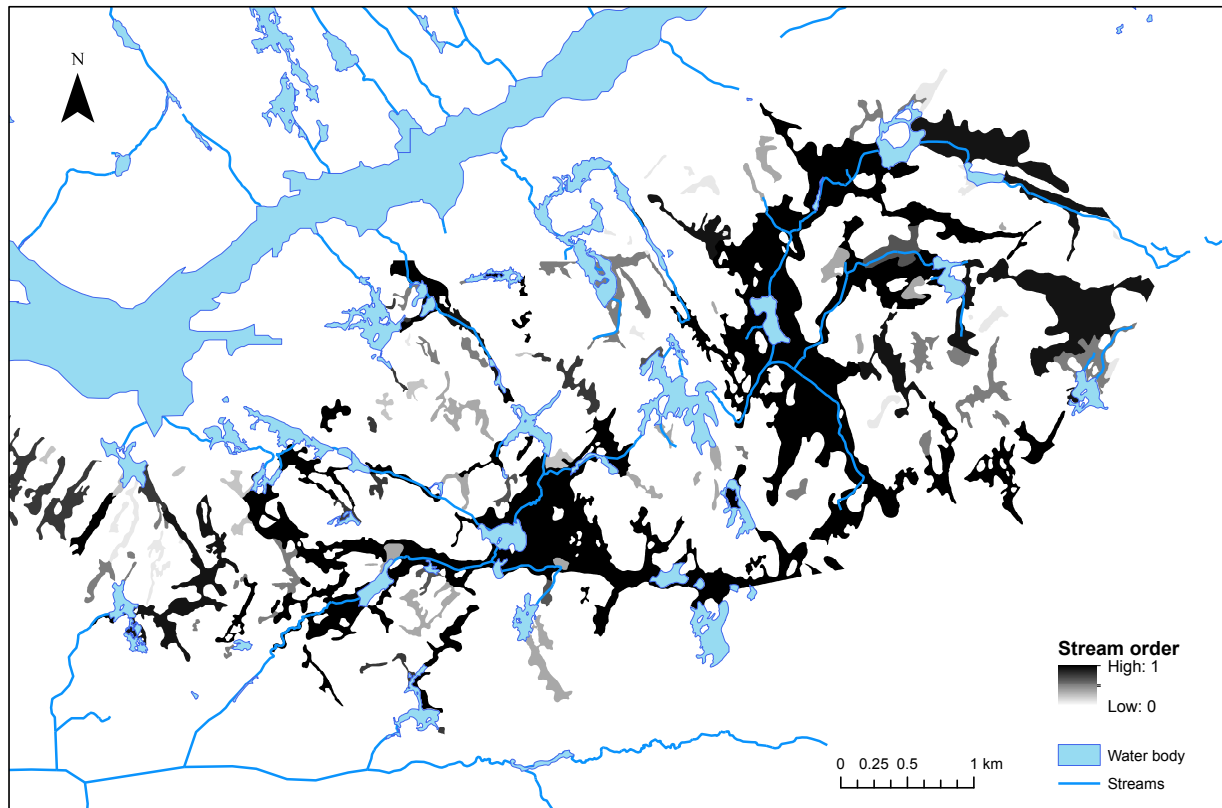 N
Stream order
High: 1
Low: 0
0 0.25 0.5 1 km
Water body
Streams